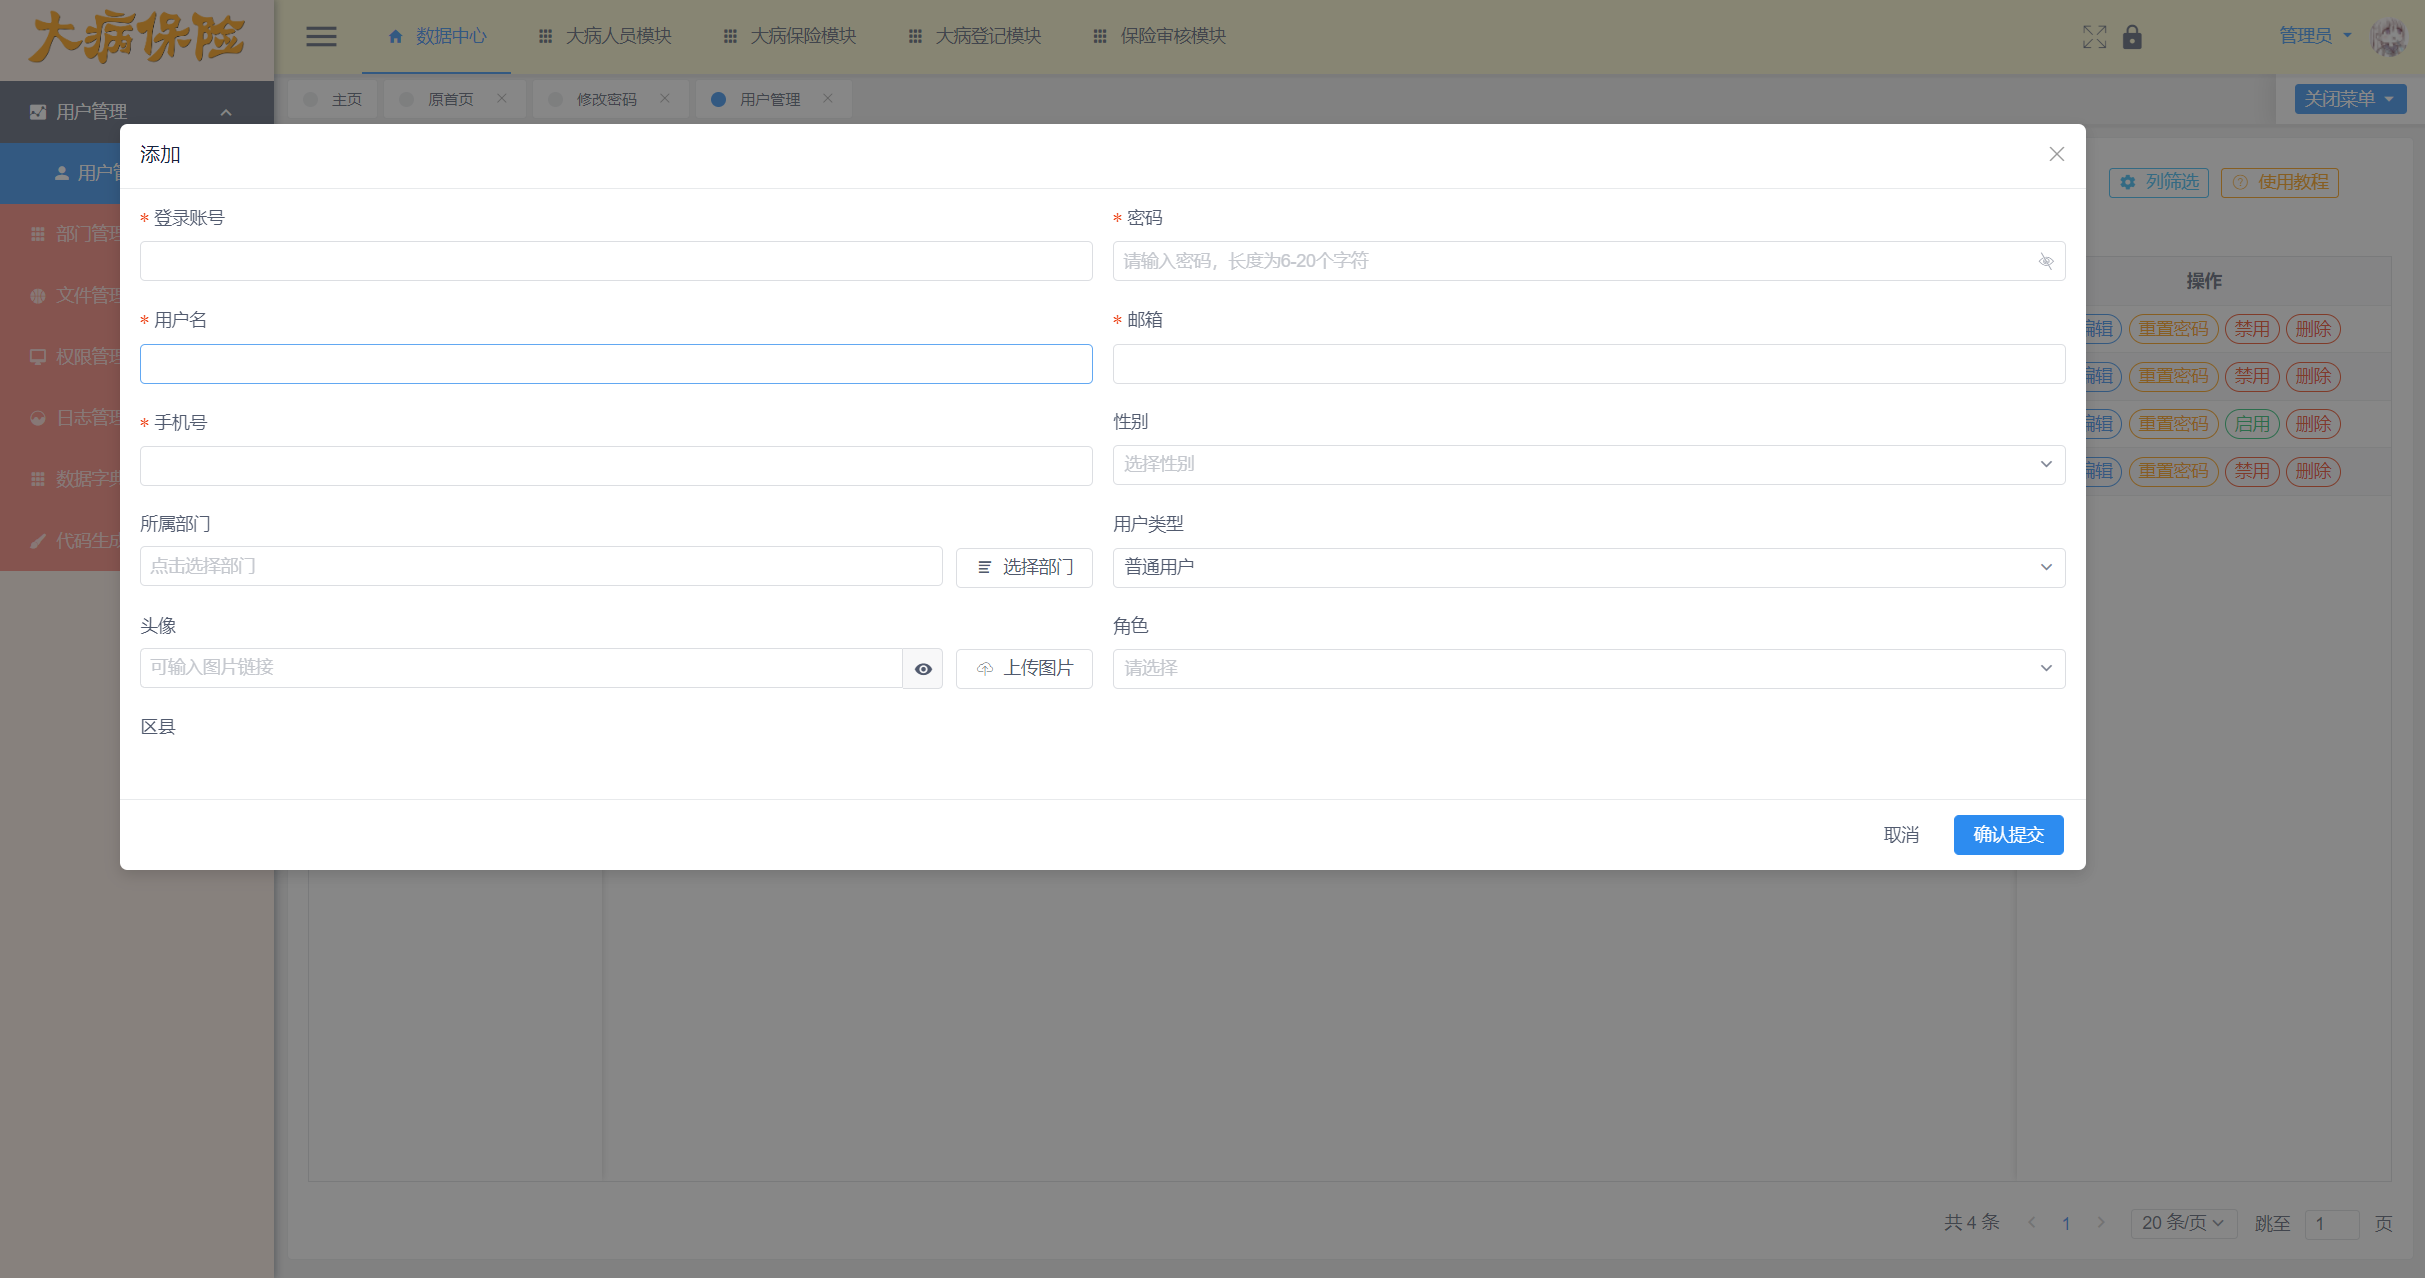 大病保险
数据中心
大病人员模块
大病保险模块
大病登记模块
保险审核模块
管理员
用户管理
主页
原首页
修改密码
用户管理
关闭菜单
用户管
部门管理
文件管理
权限管理
日志管理
数据字典
代码生成
列筛选
使用教程
操作
编辑 重置密码 禁用 删除
编辑 重置密码 禁用 删除
编辑 重置密码 启用 删除
编辑 重置密码 禁用 删除
添加
* 登录账号
* 密码
请输入密码，长度为6-20个字符
* 用户名
* 邮箱
* 手机号
性别
选择性别
所属部门
点击选择部门
选择部门
用户类型
普通用户
头像
可输入图片链接
上传图片
角色
请选择
区县
取消
确认提交
共 4 条
1
20 条/页
跳至 1 页